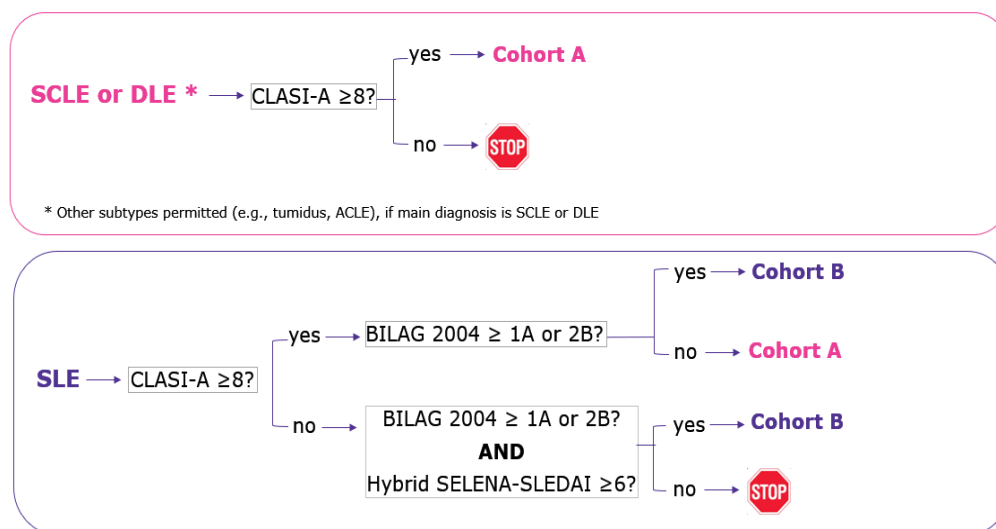 yes
Cohort A
SCLE or DLE *
CLASI-A ≥8?
no
STOP
* Other subtypes permitted (e.g., tumidus, ACLE), if main diagnosis is SCLE or DLE
yes
Cohort B
yes
BILAG 2004 ≥ 1A or 2B?
no
Cohort A
SLE
CLASI-A ≥8?
no
BILAG 2004 ≥ 1A or 2B?
AND
Hybrid SELENA-SLEDAI ≥6?
yes
Cohort B
no
STOP